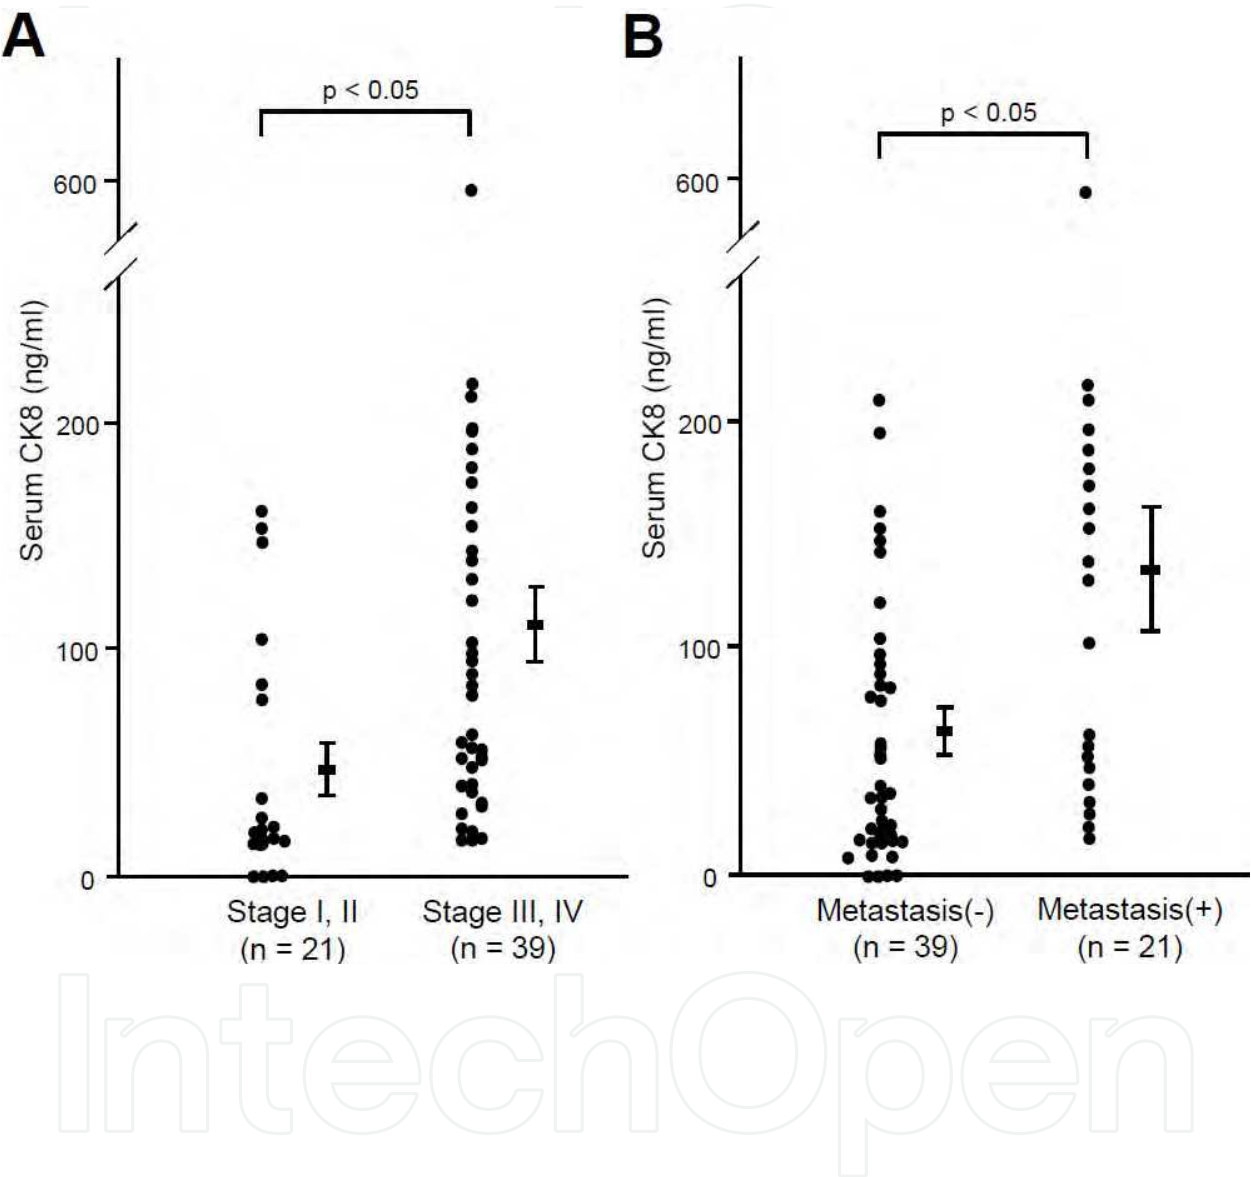 A
p < 0.05
600
200
100
0
Serum CK8 (ng/ml)
Stage I, II
(n = 21)
Stage III, IV
(n = 39)
B
p < 0.05
600
200
100
0
Serum CK8 (ng/ml)
Metastasis(-)
(n = 39)
Metastasis(+)
(n = 21)
IntechOpen